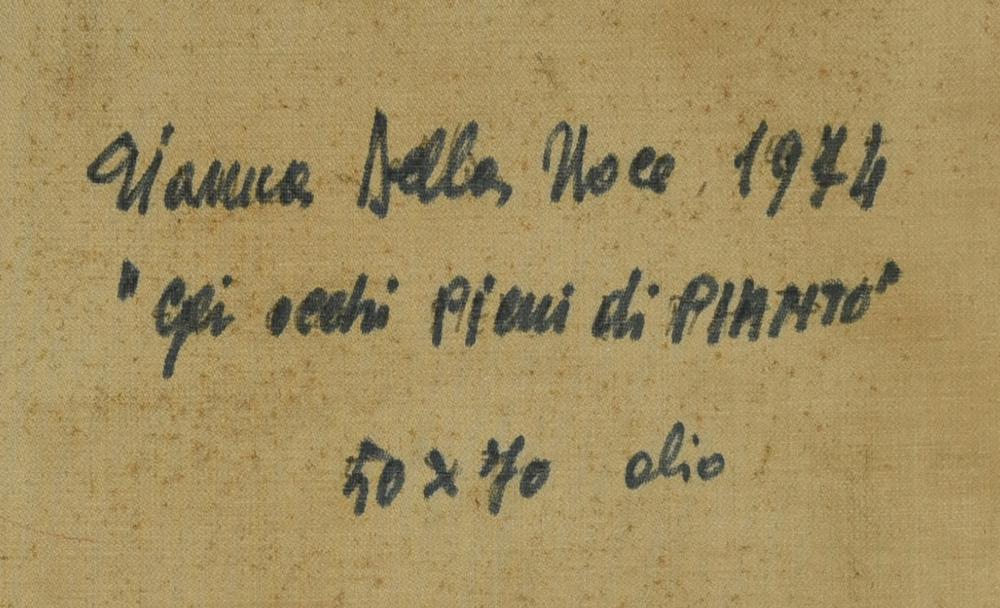 Gianna Della Noce, 1974
"Gli occhi Pieni di PIANTO"
50 x 70 olio